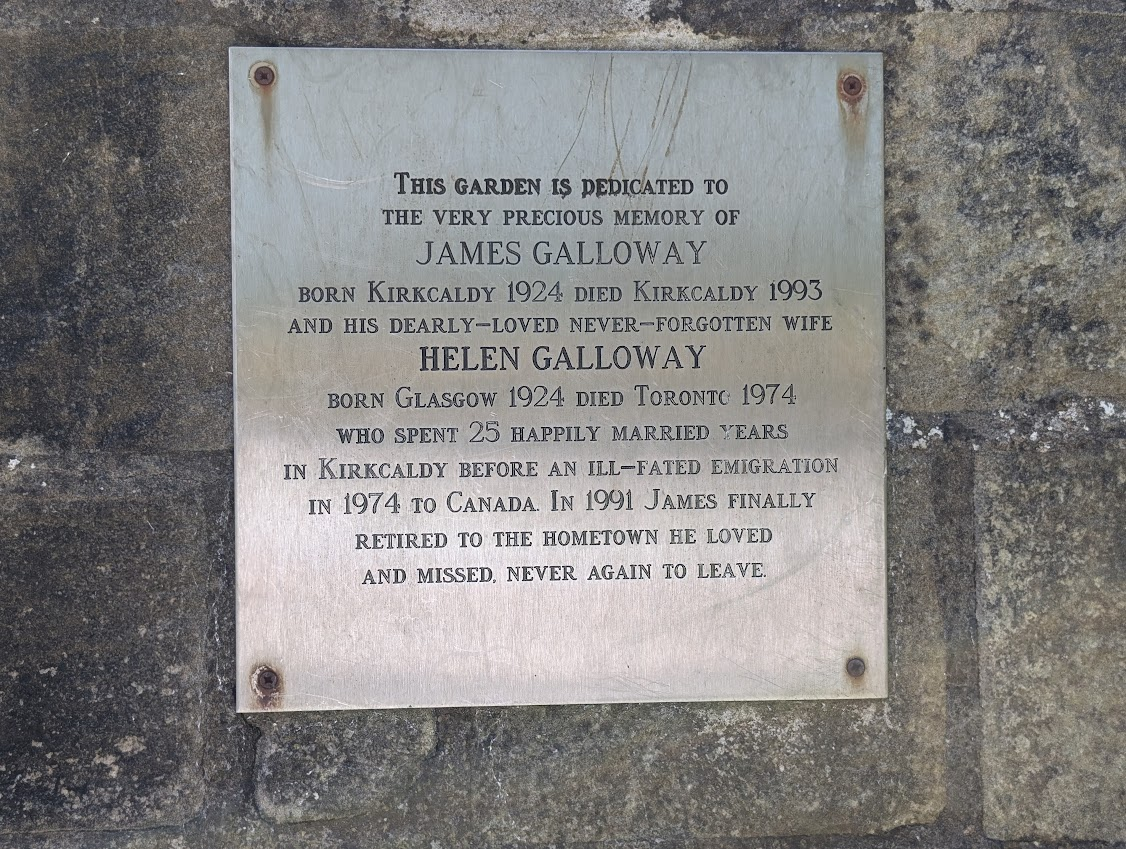 THIS GARDEN IS DEDICATED TO
THE VERY PRECIOUS MEMORY OF
JAMES GALLOWAY
BORN KIRKCALDY 1924 DIED KIRKCALDY 1993
AND HIS DEARLY-LOVED NEVER-FORGOTTEN WIFE
HELEN GALLOWAY
BORN GLASGOW 1924 DIED TORONTO 1974
WHO SPENT 25 HAPPILY MARRIED YEARS
IN KIRKCALDY BEFORE AN ILL-FATED EMIGRATION
IN 1974 TO CANADA. IN 1991 JAMES FINALLY
RETIRED TO THE HOMETOWN HE LOVED
AND MISSED, NEVER AGAIN TO LEAVE.